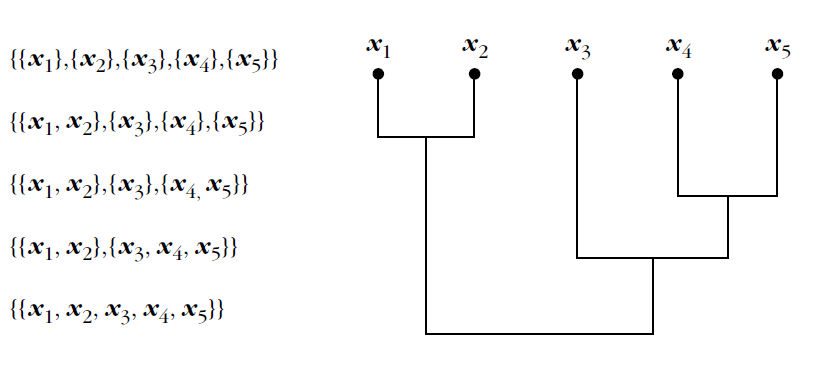 x1 x2 x3 x4 x5
{{x1},{x2},{x3},{x4},{x5}}
{{x1, x2},{x3},{x4},{x5}}
{{x1, x2},{x3},{x4, x5}}
{{x1, x2},{x3, x4, x5}}
{{x1, x2, x3, x4, x5}}